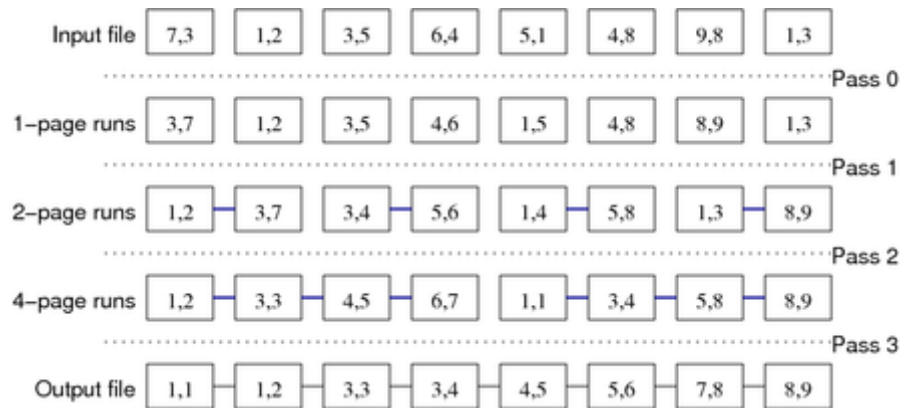 Input file 7,3 1,2 3,5 6,4 5,1 4,8 9,8 1,3
Pass 0
1-page runs 3,7 1,2 3,5 4,6 1,5 4,8 8,9 1,3
Pass 1
2-page runs 1,2 3,7 3,4 5,6 1,4 5,8 1,3 8,9
Pass 2
4-page runs 1,2 3,3 4,5 6,7 1,1 3,4 5,8 8,9
Pass 3
Output file 1,1 1,2 3,3 3,4 4,5 5,6 7,8 8,9